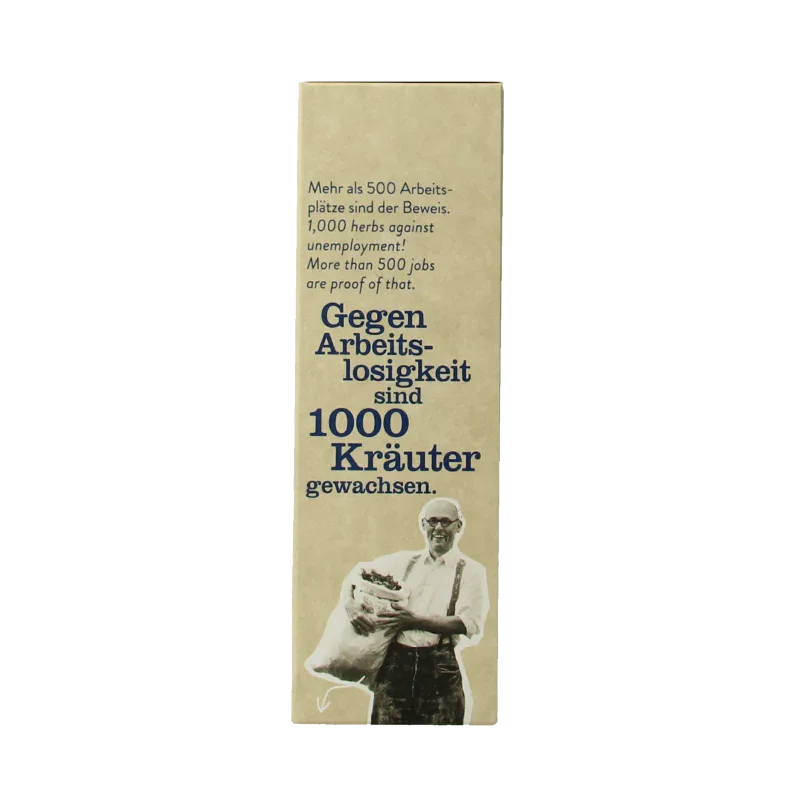 Mehr als 500 Arbeits-
plätze sind der Beweis.
1,000 herbs against
unemployment!
More than 500 jobs
are proof of that.
Gegen
Arbeits-
losigkeit
sind
1000
Kräuter
gewachsen.